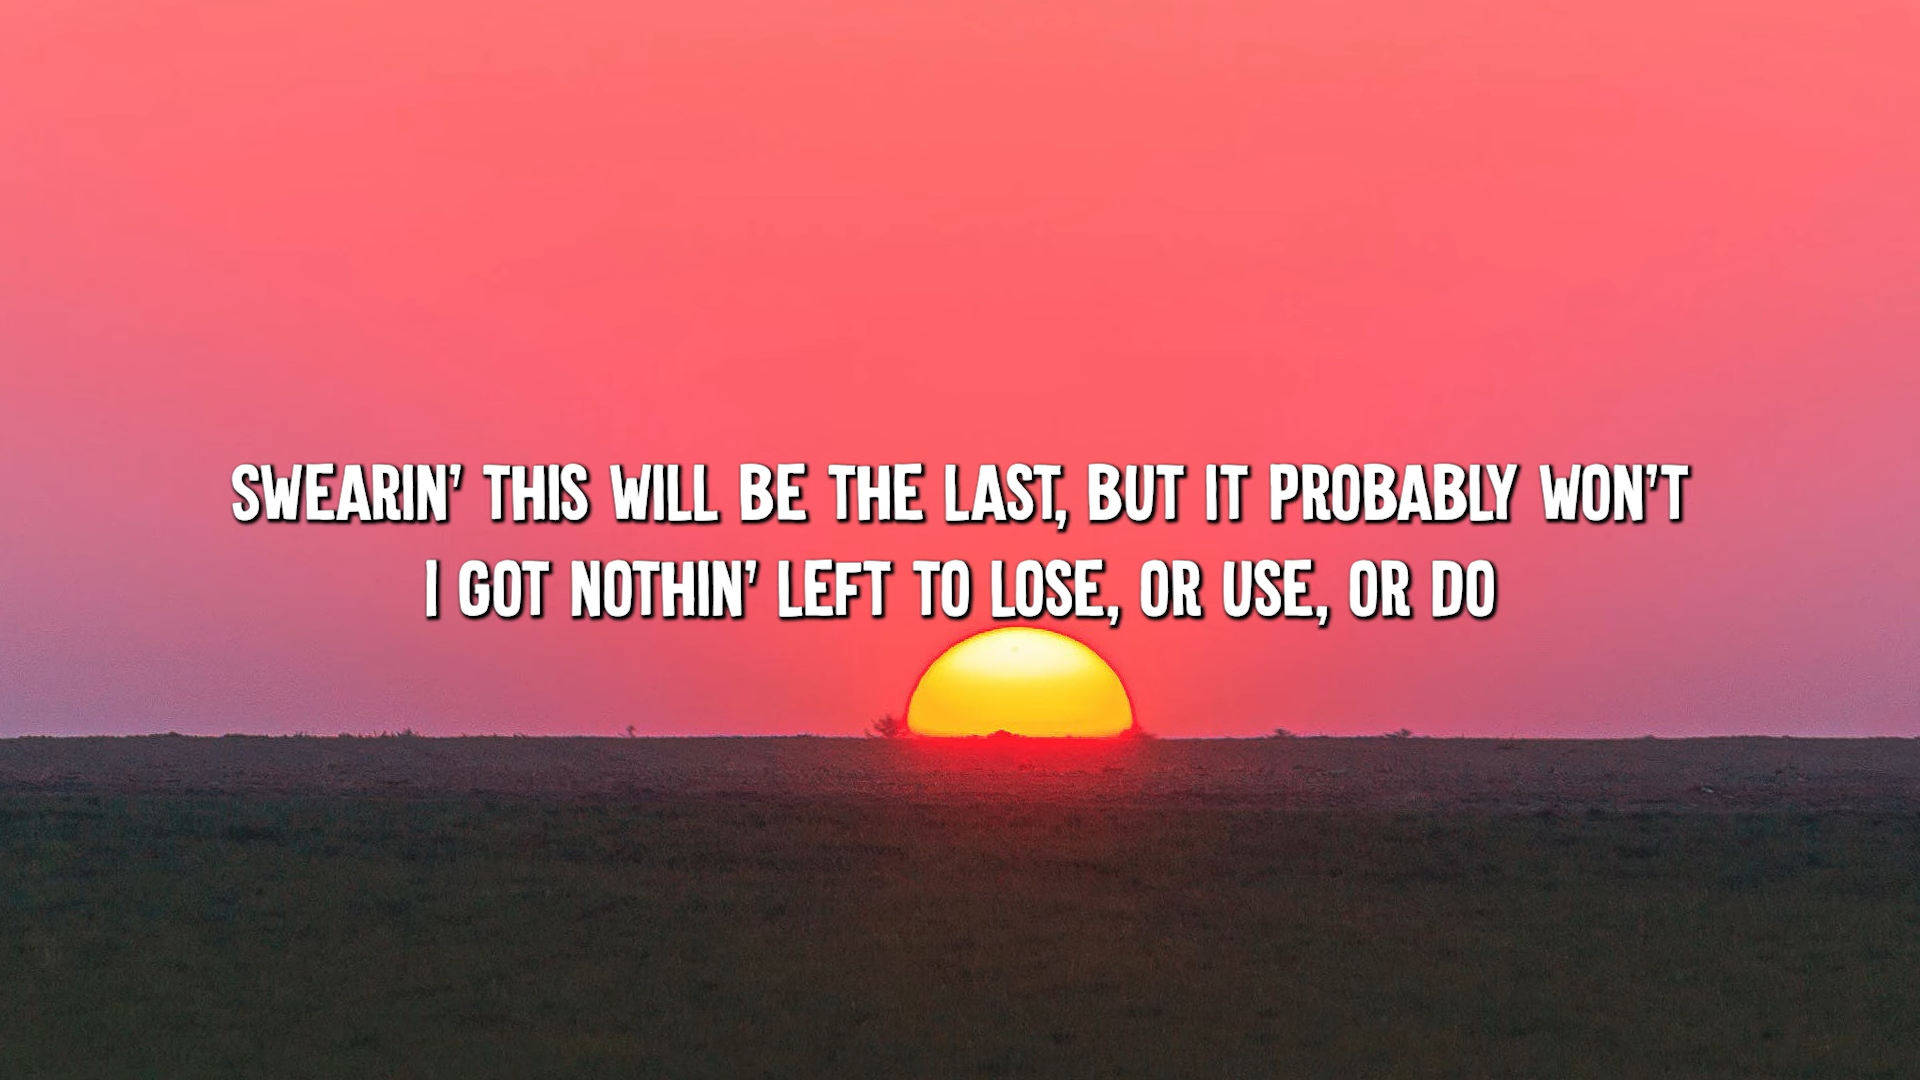 SWEARIN' THIS WILL BE THE LAST, BUT IT PROBABLY WON'T
I GOT NOTHIN' LEFT TO LOSE, OR USE, OR DO